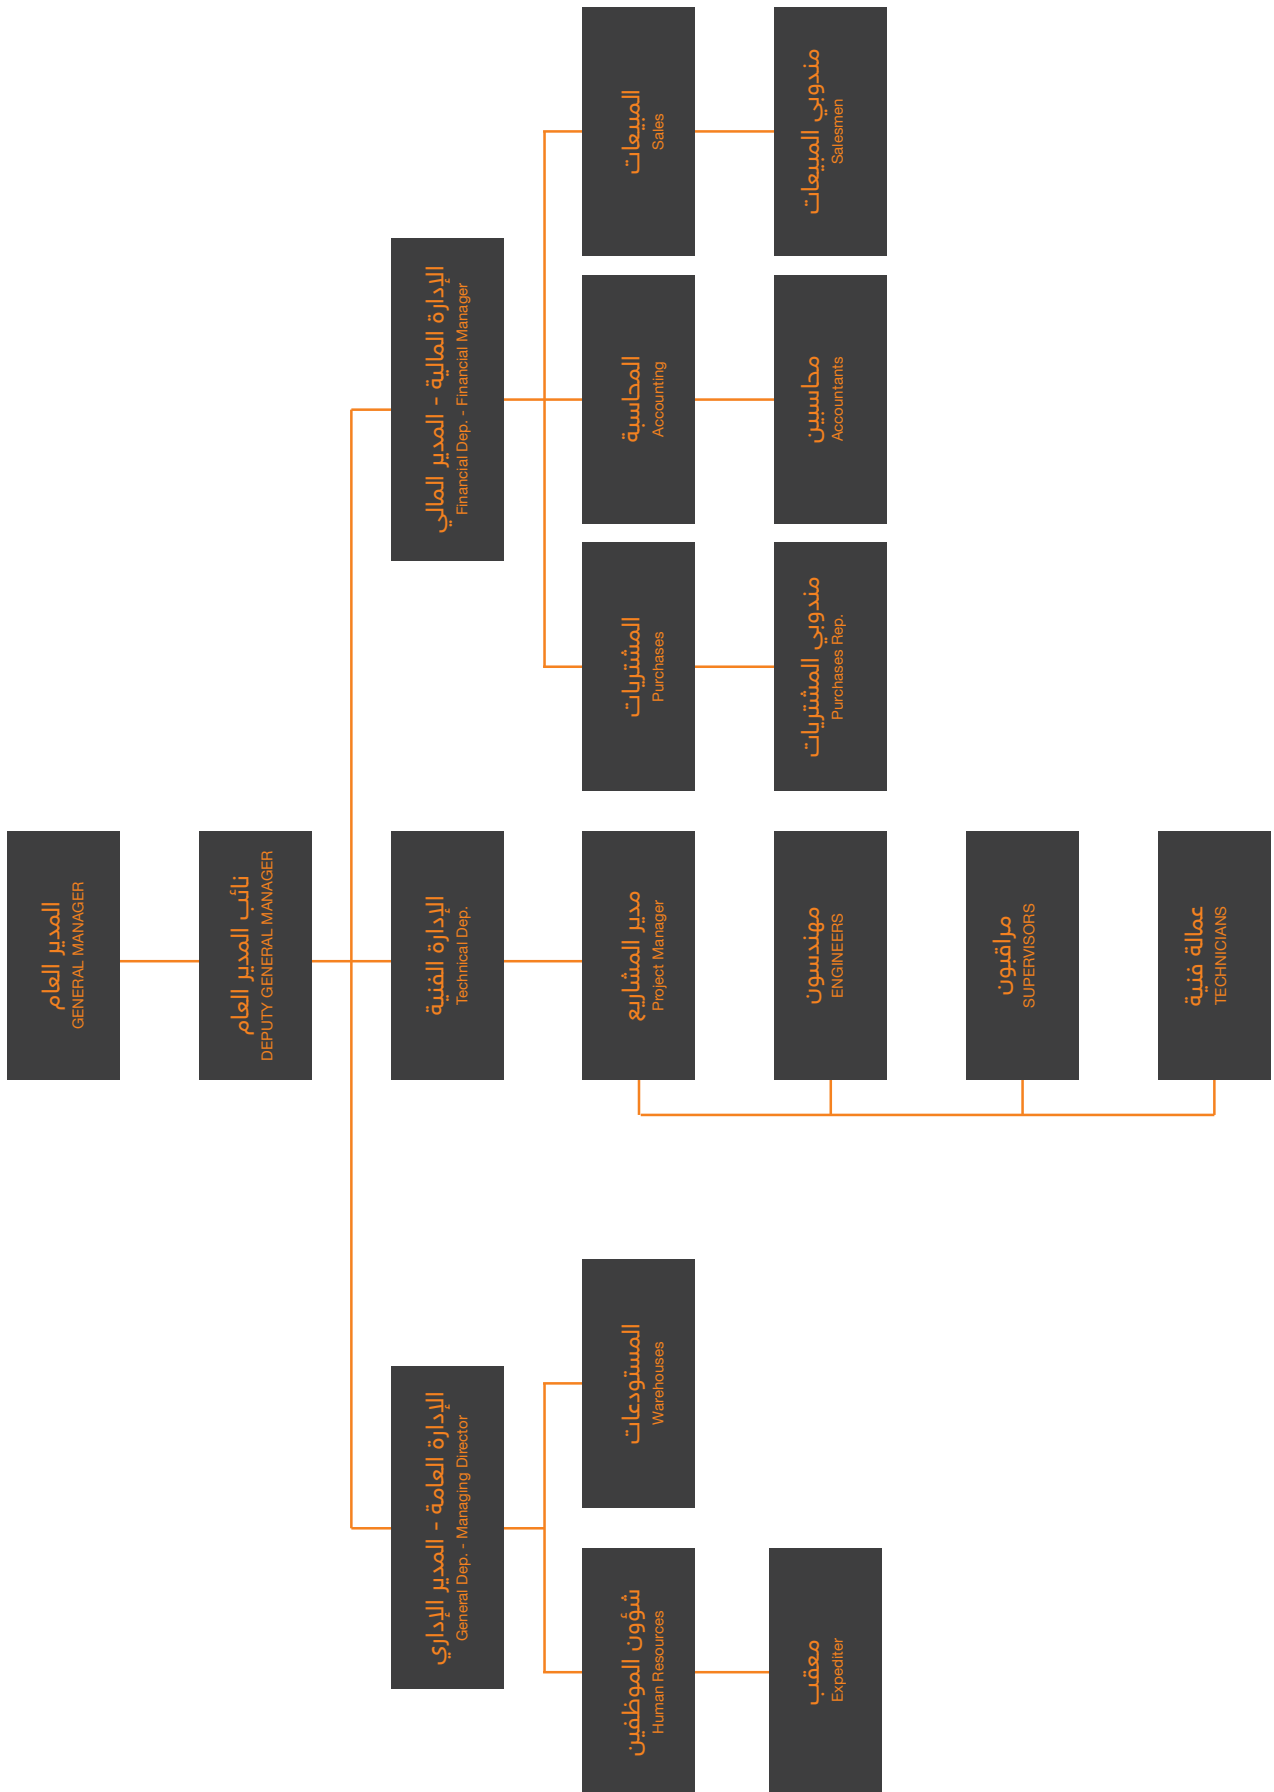 المدير العام
GENERAL MANAGER
نائب المدير العام
DEPUTY GENERAL MANAGER
الإدارة العامة - المدير الإداري
General Dep. - Managing Director
الإدارة الفنية
Technical Dep.
الإدارة المالية - المدير المالي
Financial Dep. - Financial Manager
شؤون الموظفين
Human Resources
المستودعات
Warehouses
مدير المشاريع
Project Manager
المشتريات
Purchases
المحاسبة
Accounting
المبيعات
Sales
معقب
Expediter
مهندسون
ENGINEERS
مندوبي المشتريات
Purchases Rep.
محاسبين
Accountants
مندوبي المبيعات
Salesmen
مراقبون
SUPERVISORS
عمالة فنية
TECHNICIANS